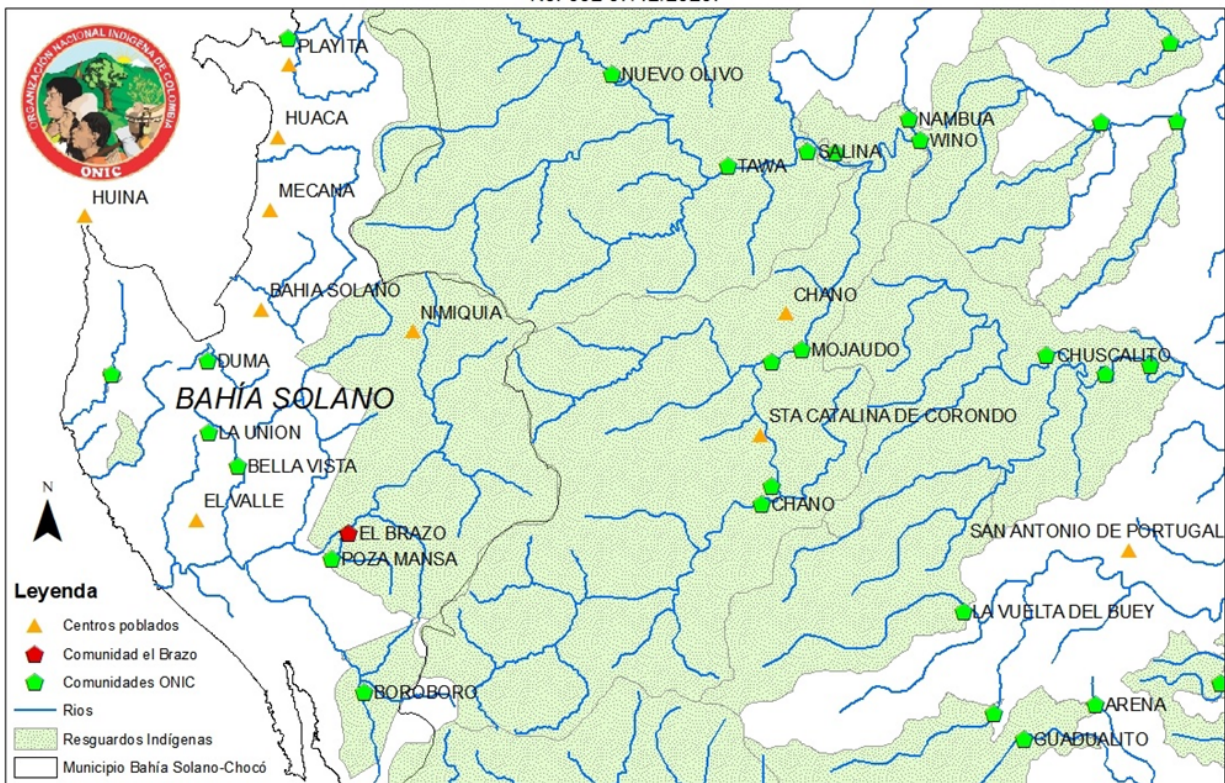 ORGANIZACIÓN NACIONAL INDIGENA DE COLOMBIA
ONIC
PLAYITA
NUEVO OLIVO
HUACA
NAMBUA
WINO
SALINA
TAWA
HUINA
MECANA
BAHIA SOLANO
NIMIQUIA
CHANO
MOJAUDO
CHUSCALITO
DUMA
BAHÍA SOLANO
STA CATALINA DE CORONDO
LA UNION
BELLA VISTA
EL VALLE
CHANO
N
EL BRAZO
SAN ANTONIO DE PORTUGAL
POZA MANSA
LA VUELTA DEL BUEY
BOROBORO
ARENA
GUADUALITO
Leyenda
Centros poblados
Comunidad el Brazo
Comunidades ONIC
Rios
Resguardos Indígenas
Municipio Bahía Solano-Chocó